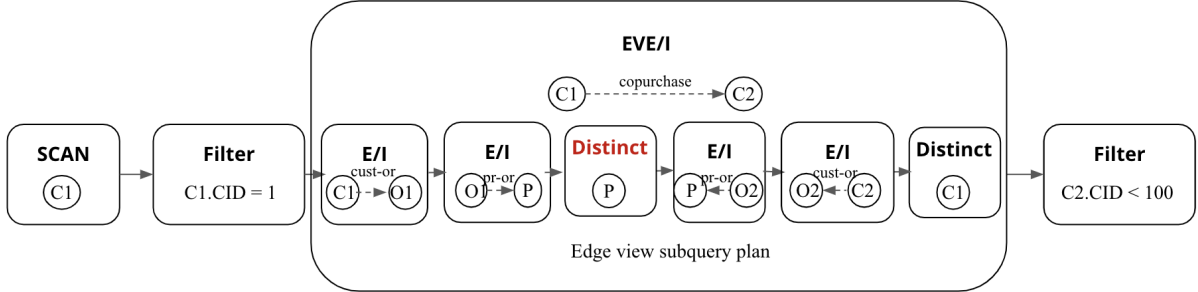 EVE/I
C1 copurchase C2
SCAN
C1
Filter
C1.CID = 1
E/I
cust-or
C1 O1
E/I
pr-or
O1 P
Distinct
P
E/I
pr-or
P O2
E/I
cust-or
O2 C2
Distinct
C1
Filter
C2.CID < 100
Edge view subquery plan